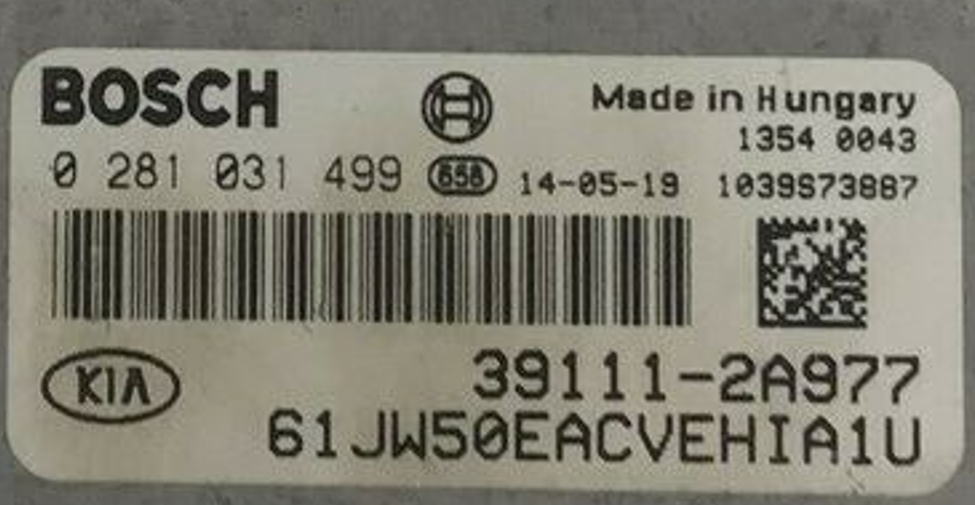 BOSCH
Made in Hungary
1354 0043
0 281 031 499 658 14-05-19 1039S73887
KIA
39111-2A977
61JW50EACVEHIA1U